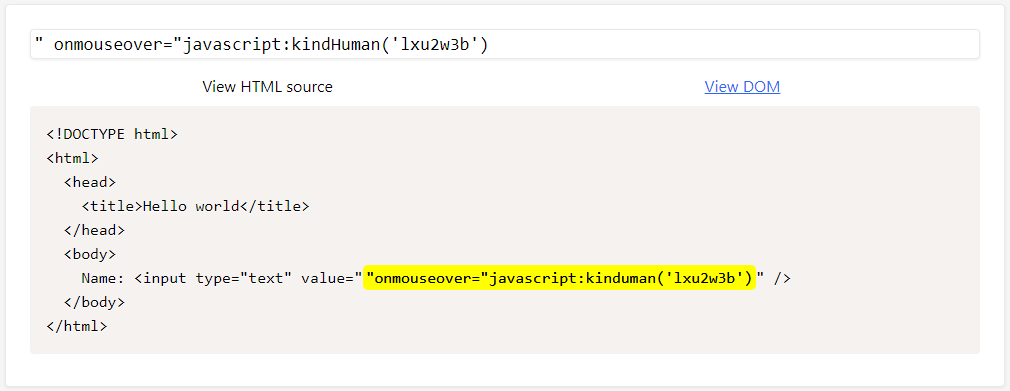 " onmouseover="javascript:kindHuman('lxu2w3b')
View HTML source
View DOM
<!DOCTYPE html>
<html>
<head>
<title>Hello world</title>
</head>
<body>
Name: <input type="text" value=""onmouseover="javascript:kinduman('lxu2w3b')" />
</body>
</html>